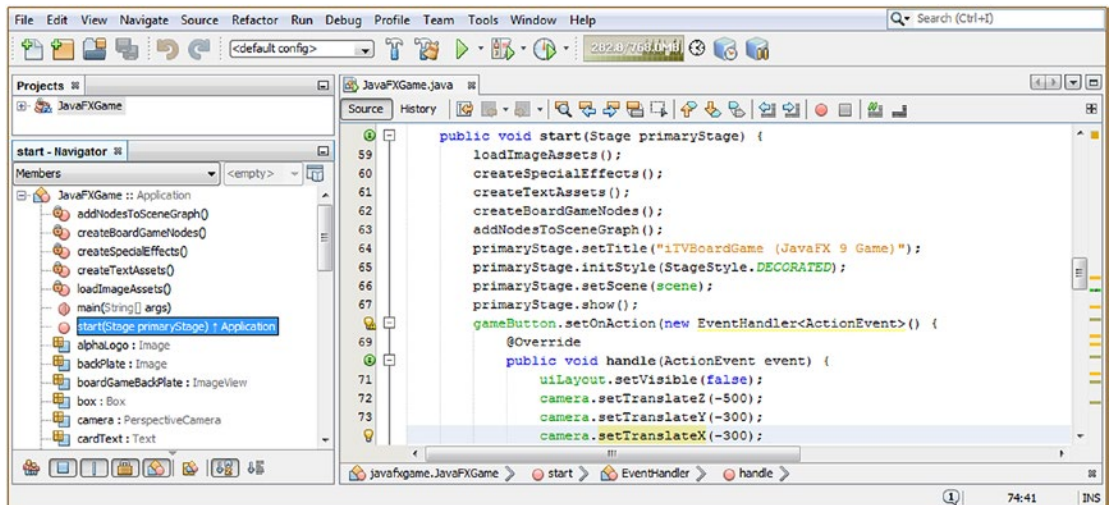 File Edit View Navigate Source Refactor Run Debug Profile Team Tools Window Help
Search (Ctrl+I)
<default config>
282.8/768.0MB
Projects
JavaFXGame
start - Navigator
Members
<empty>
JavaFXGame :: Application
addNodesToSceneGraph()
createBoardGameNodes()
createSpecialEffects()
createTextAssets()
loadImageAssets()
main(String[] args)
start(Stage primaryStage) ↑ Application
alphaLogo : Image
backPlate : Image
boardGameBackPlate : ImageView
box : Box
camera : PerspectiveCamera
cardText : Text
JavaFXGame.java
Source History
public void start(Stage primaryStage) {
59 loadImageAssets();
60 createSpecialEffects();
61 createTextAssets();
62 createBoardGameNodes();
63 addNodesToSceneGraph();
64 primaryStage.setTitle("iTVBoardGame (JavaFX 9 Game)");
65 primaryStage.initStyle(StageStyle.DECORATED);
66 primaryStage.setScene(scene);
67 primaryStage.show();
gameButton.setOnAction(new EventHandler<ActionEvent>() {
69 @Override
public void handle(ActionEvent event) {
71 uiLayout.setVisible(false);
72 camera.setTranslateZ(-500);
73 camera.setTranslateY(-300);
camera.setTranslateX(-300);
javafxgame.JavaFXGame start EventHandler handle
1 74:41 INS